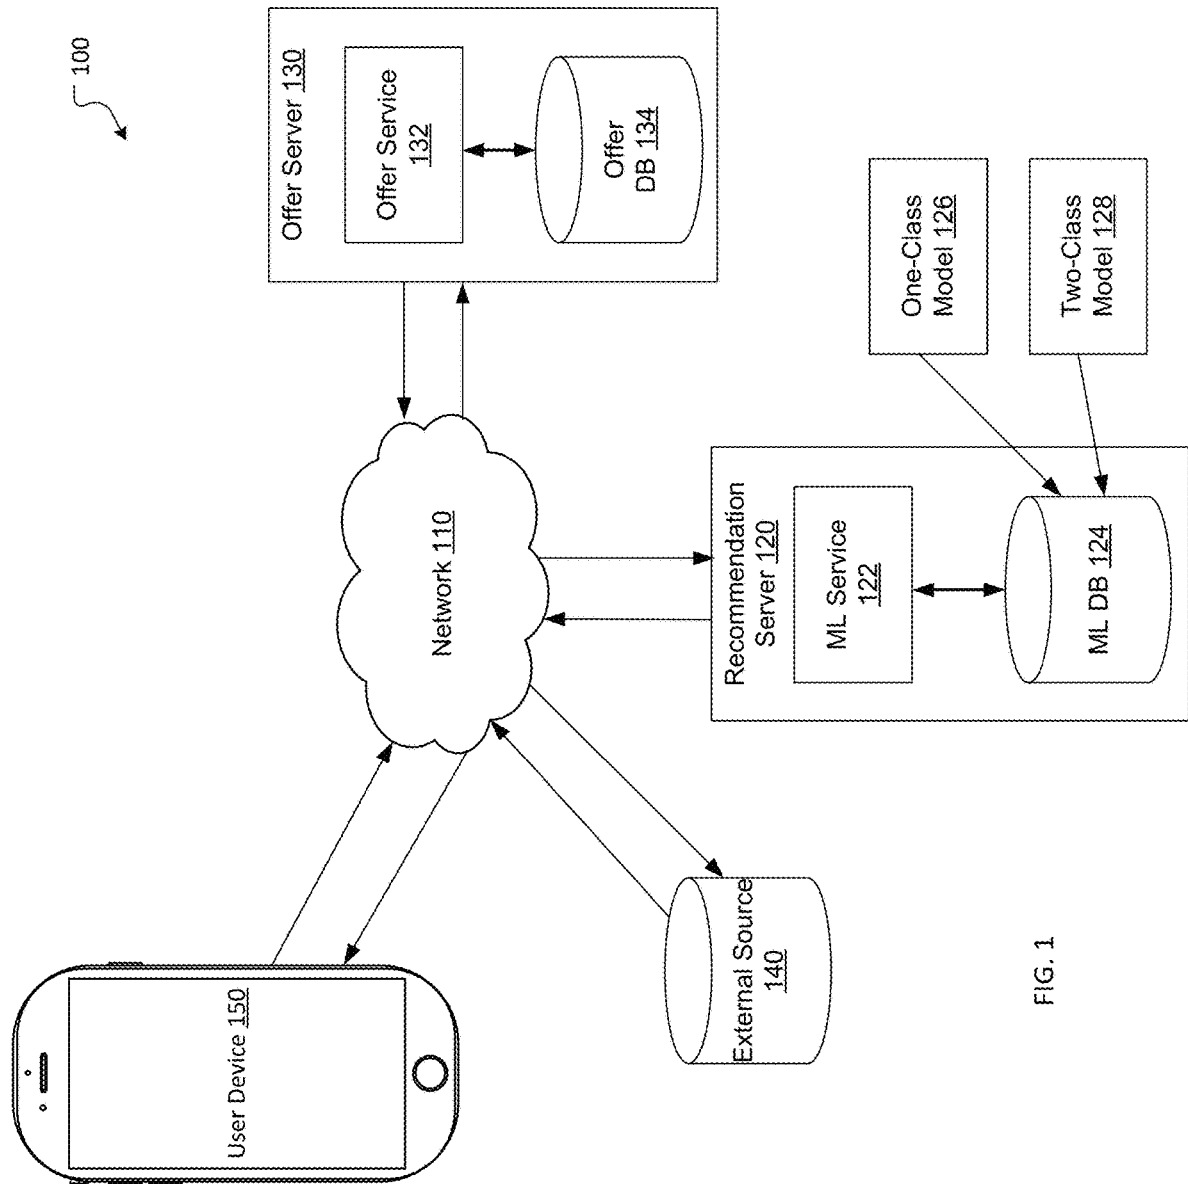 100
User Device 150
Network 110
Offer Server 130
Offer Service
132
Offer
DB 134
External Source
140
Recommendation
Server 120
ML Service
122
ML DB 124
One-Class
Model 126
Two-Class
Model 128
FIG. 1